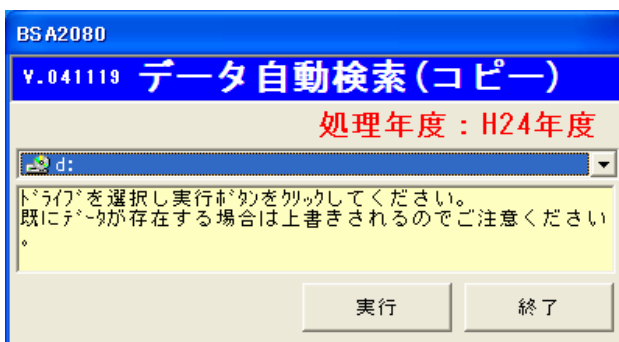 BSA2080
V.041119 データ自動検索(コピー)
処理年度：H24年度
d:
ﾄﾞﾗｲﾌﾞを選択し実行ﾎﾞﾀﾝをｸﾘｯｸしてください。
既にﾃﾞｰﾀが存在する場合は上書きされるのでご注意ください
。
実行 終了